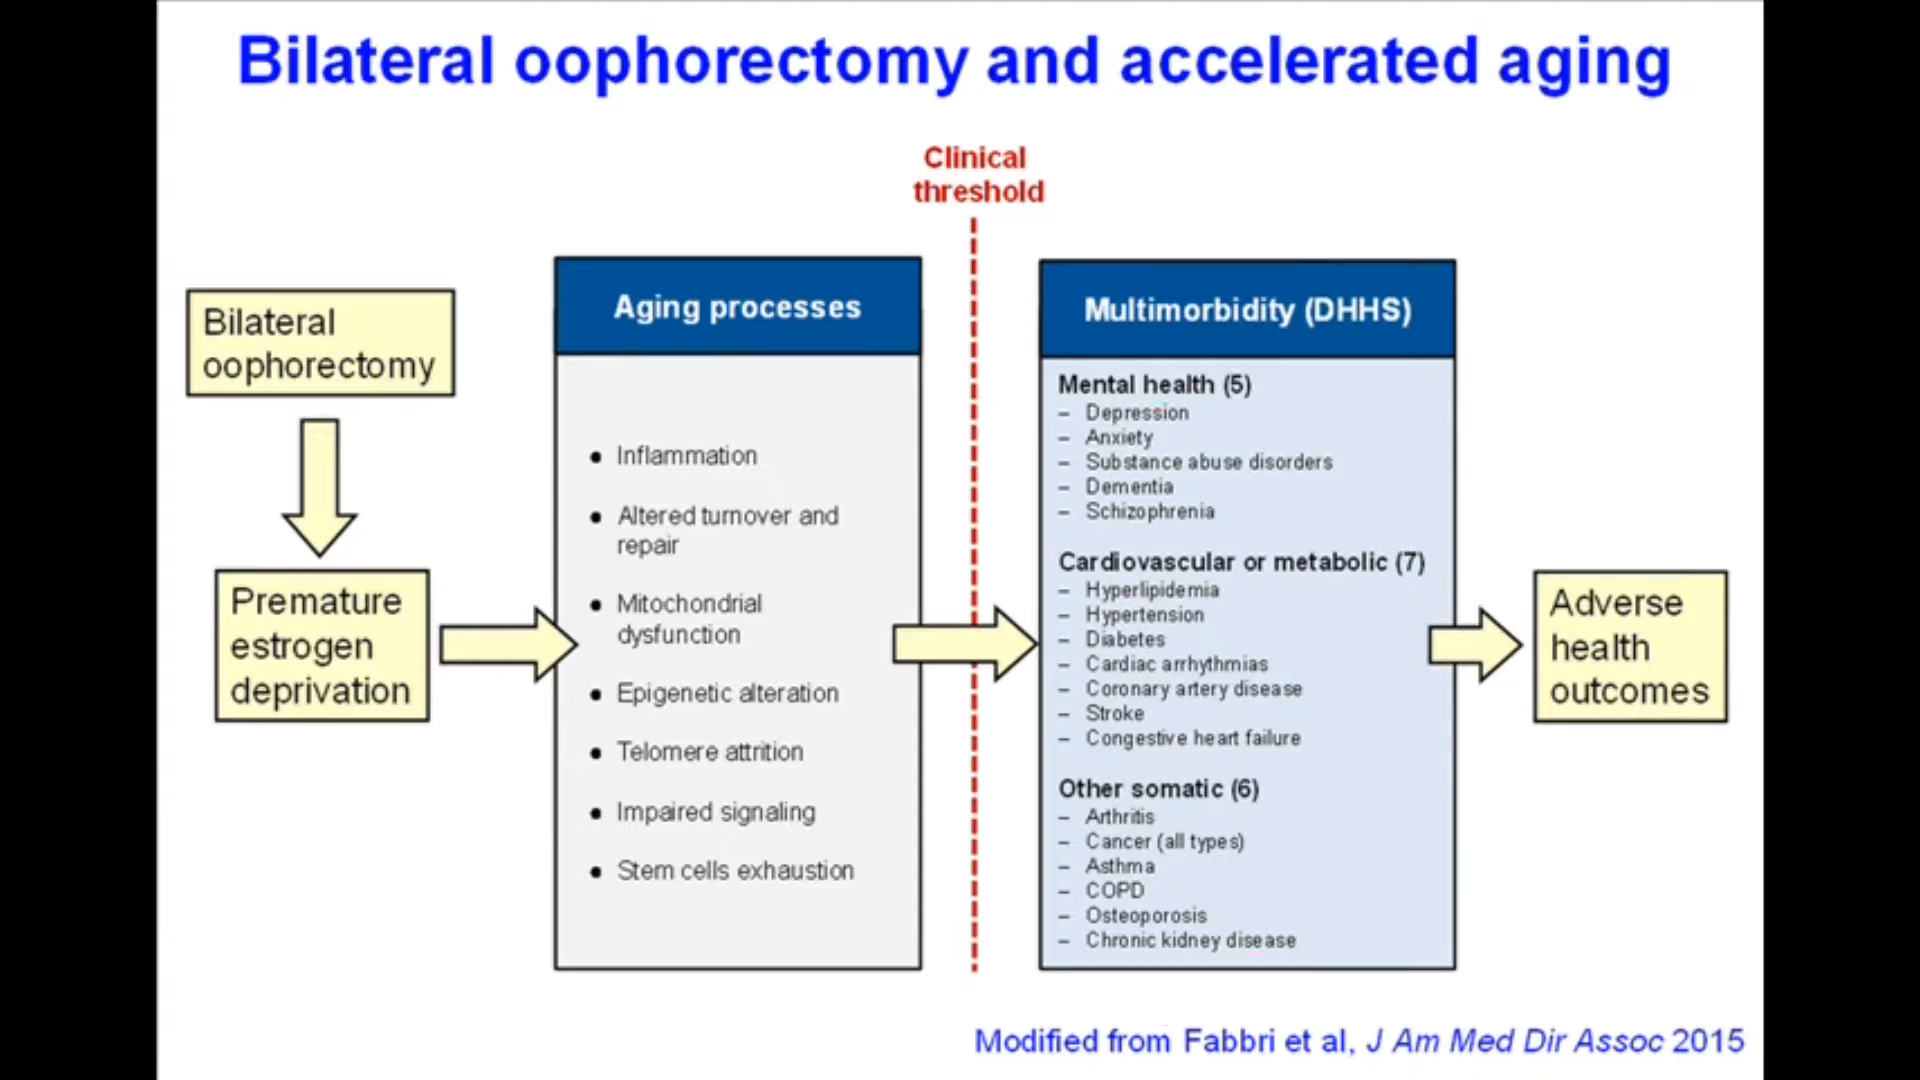 Bilateral oophorectomy and accelerated aging
Clinical
threshold
Bilateral
oophorectomy
Premature
estrogen
deprivation
Aging processes
● Inflammation
● Altered turnover and
repair
● Mitochondrial
dysfunction
● Epigenetic alteration
● Telomere attrition
● Impaired signaling
● Stem cells exhaustion
Multimorbidity (DHHS)
Mental health (5)
– Depression
– Anxiety
– Substance abuse disorders
– Dementia
– Schizophrenia
Cardiovascular or metabolic (7)
– Hyperlipidemia
– Hypertension
– Diabetes
– Cardiac arrhythmias
– Coronary artery disease
– Stroke
– Congestive heart failure
Other somatic (6)
– Arthritis
– Cancer (all types)
– Asthma
– COPD
– Osteoporosis
– Chronic kidney disease
Adverse
health
outcomes
Modified from Fabbri et al, J Am Med Dir Assoc 2015